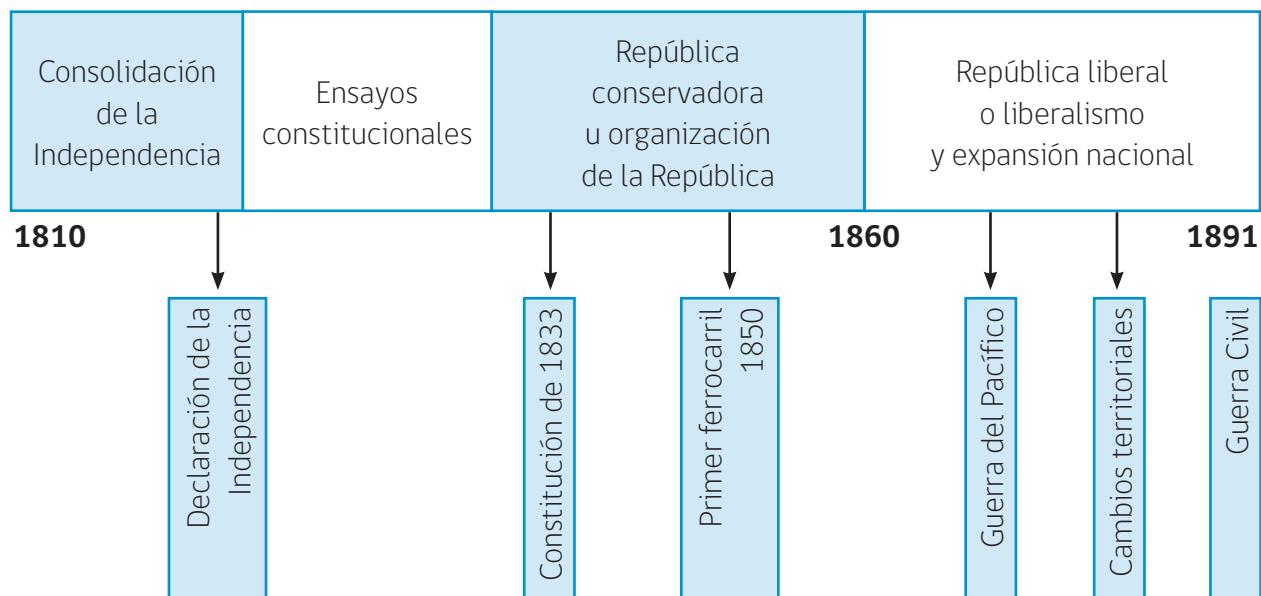 Consolidación
de la
Independencia
Ensayos
constitucionales
República
conservadora
u organización
de la República
República liberal
o liberalismo
y expansión nacional
1810
1860
1891
Declaración de la
Independencia
Constitución de 1833
Primer ferrocarril
1850
Guerra del Pacífico
Cambios territoriales
Guerra Civil